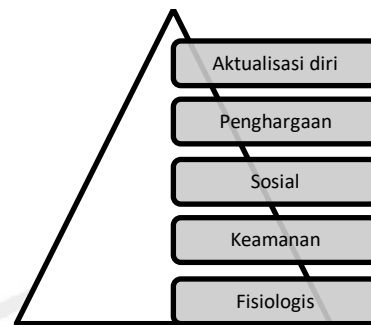 Aktualisasi diri
Penghargaan
Sosial
Keamanan
Fisiologis